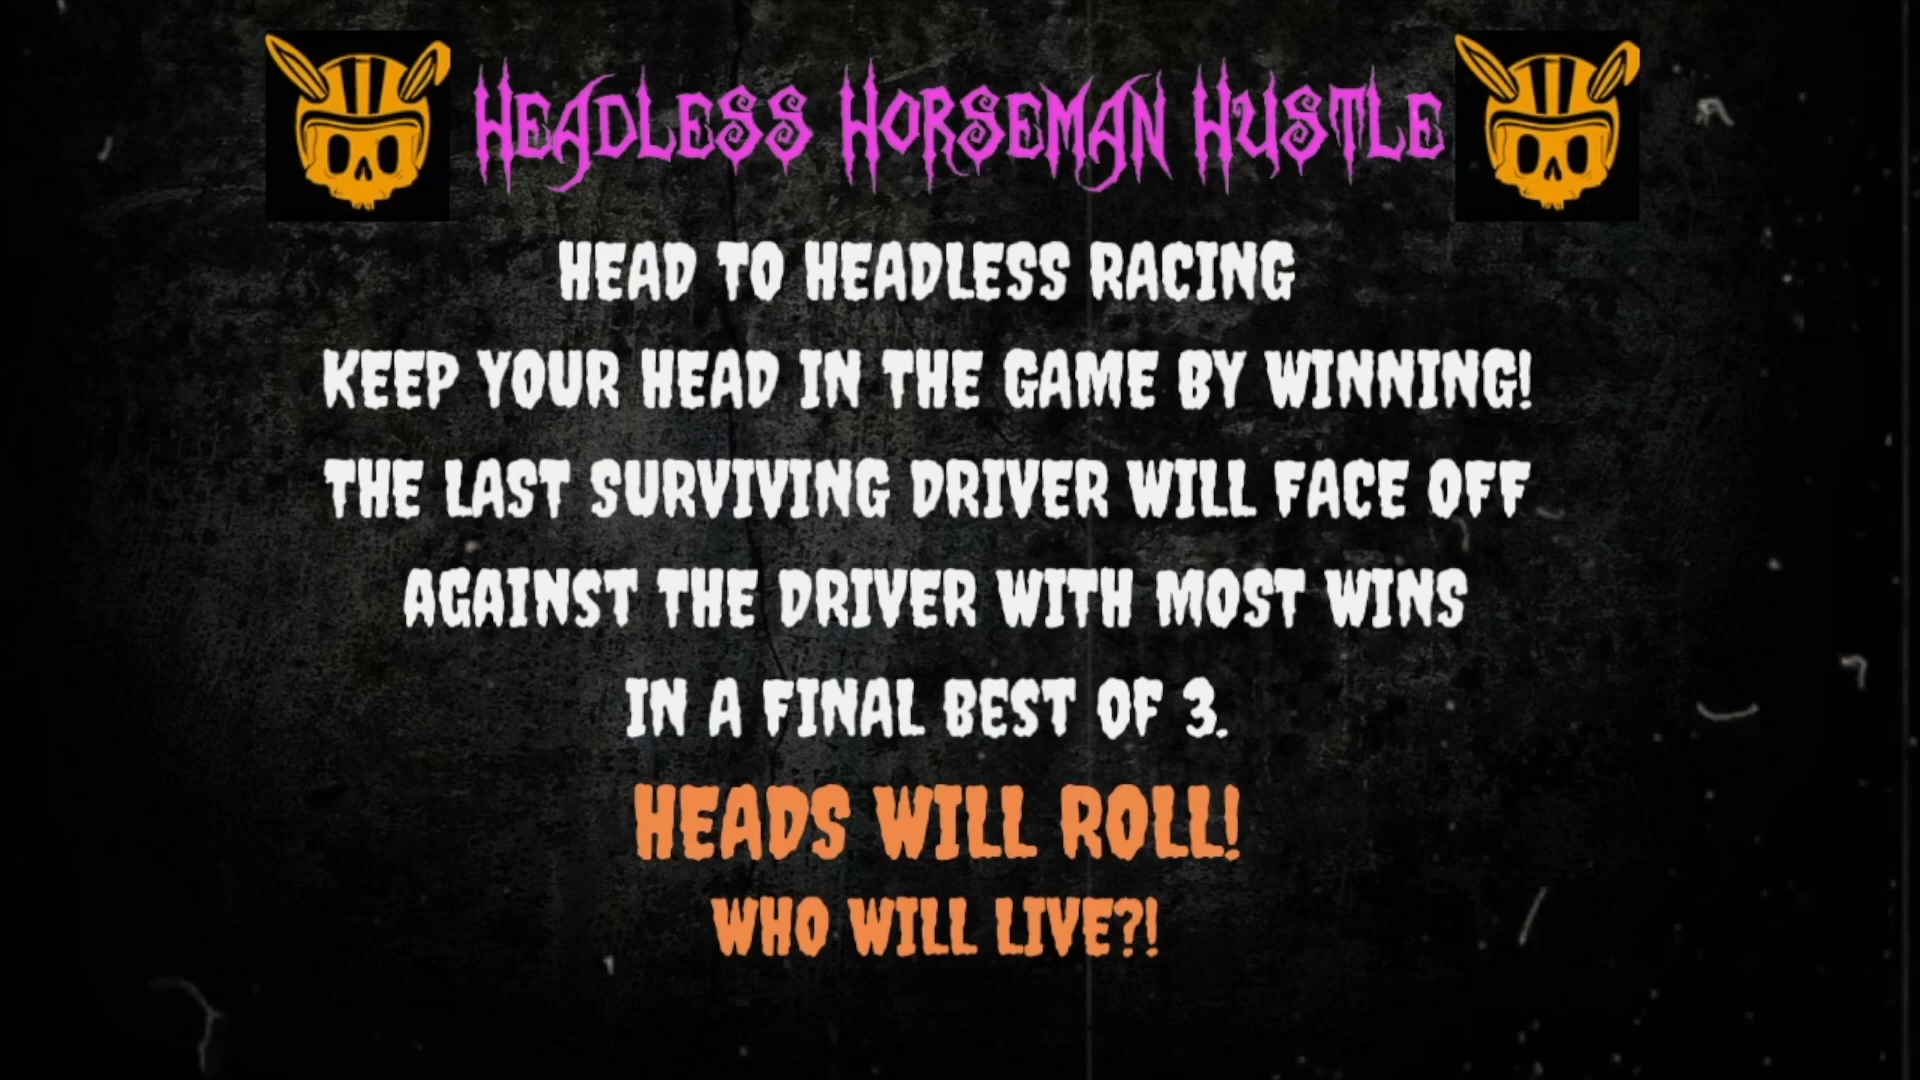 HEADLESS HORSEMAN HUSTLE
HEAD TO HEADLESS RACING
KEEP YOUR HEAD IN THE GAME BY WINNING!
THE LAST SURVIVING DRIVER WILL FACE OFF
AGAINST THE DRIVER WITH MOST WINS
IN A FINAL BEST OF 3.
HEADS WILL ROLL!
WHO WILL LIVE?!